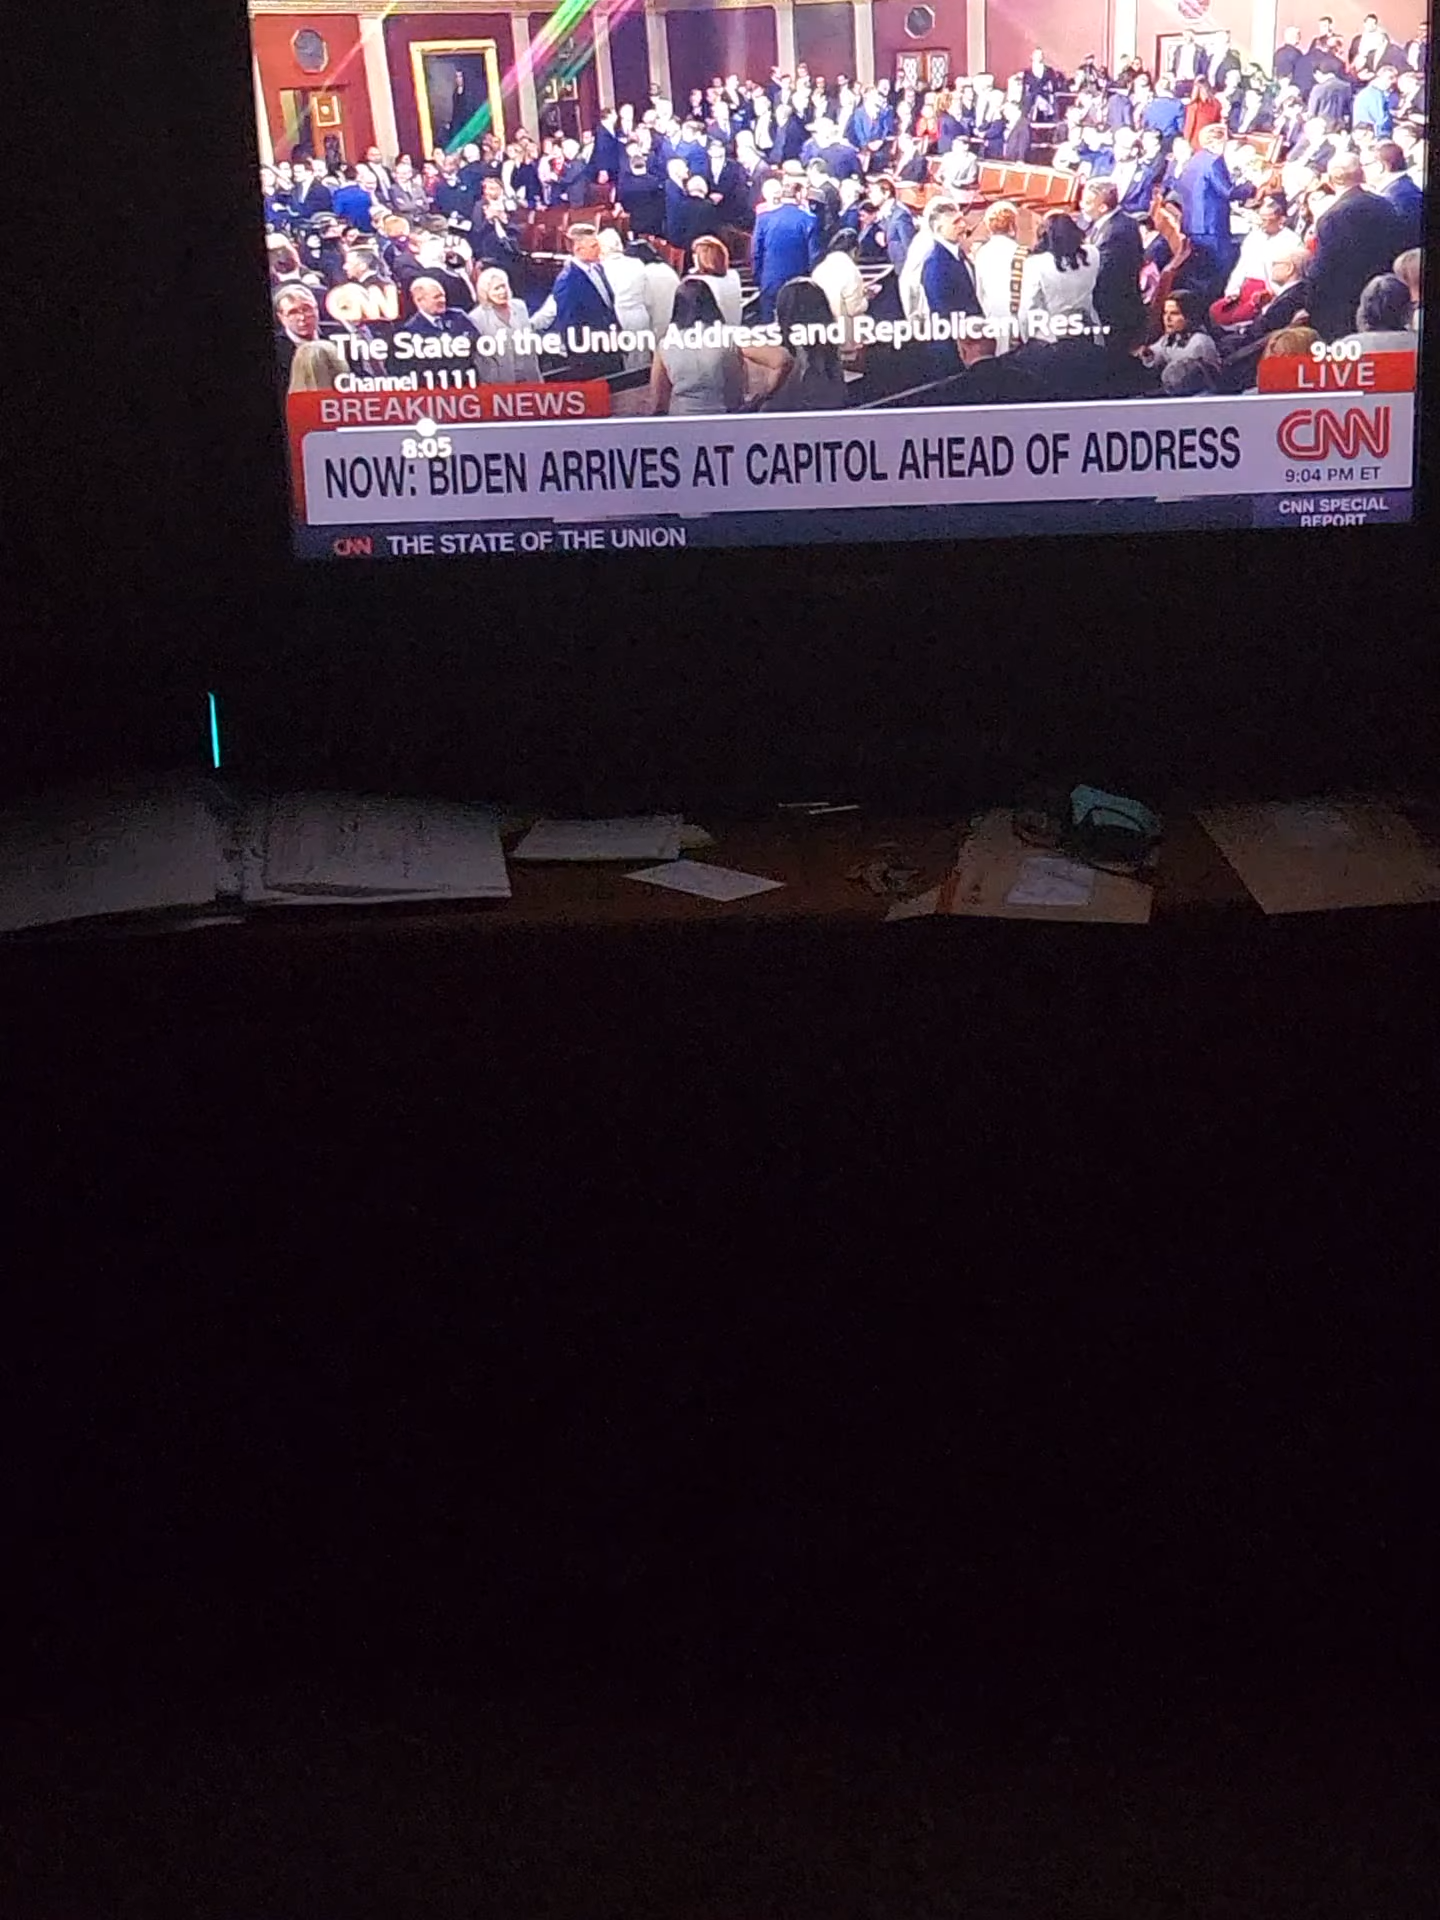 CNN
The State of the Union Address and Republican Res...
9:00
Channel 1111
LIVE
BREAKING NEWS
8:05
NOW: BIDEN ARRIVES AT CAPITOL AHEAD OF ADDRESS
CNN
9:04 PM ET
CNN SPECIAL
REPORT
CNN THE STATE OF THE UNION